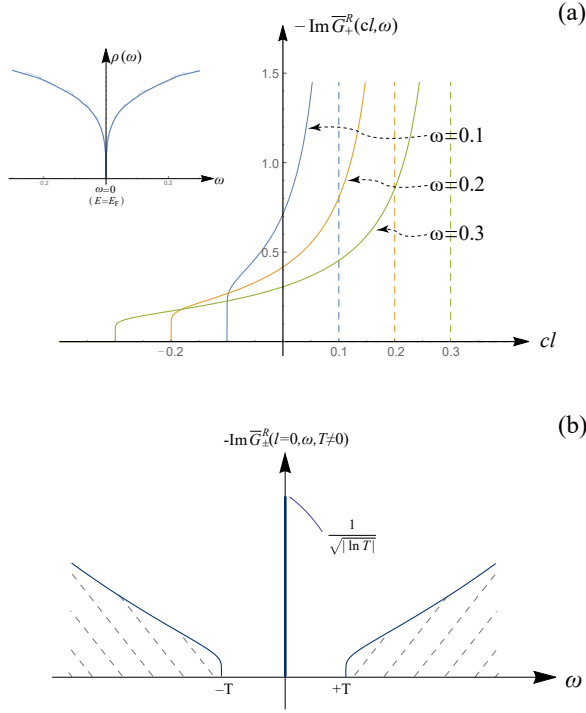 (a)
− Im G̅ᴿ₊(cl,ω)
ρ(ω)
1.5
ω=0.1
1.0
ω=0.2
-0.2
ω=0
0.2
ω
(E=E_F)
ω=0.3
0.5
−0.2
0.1
0.2
0.3
cl
(b)
-Im G̅ᴿ±(l=0,ω,T≠0)
1/√|ln T|
−T
+T
ω